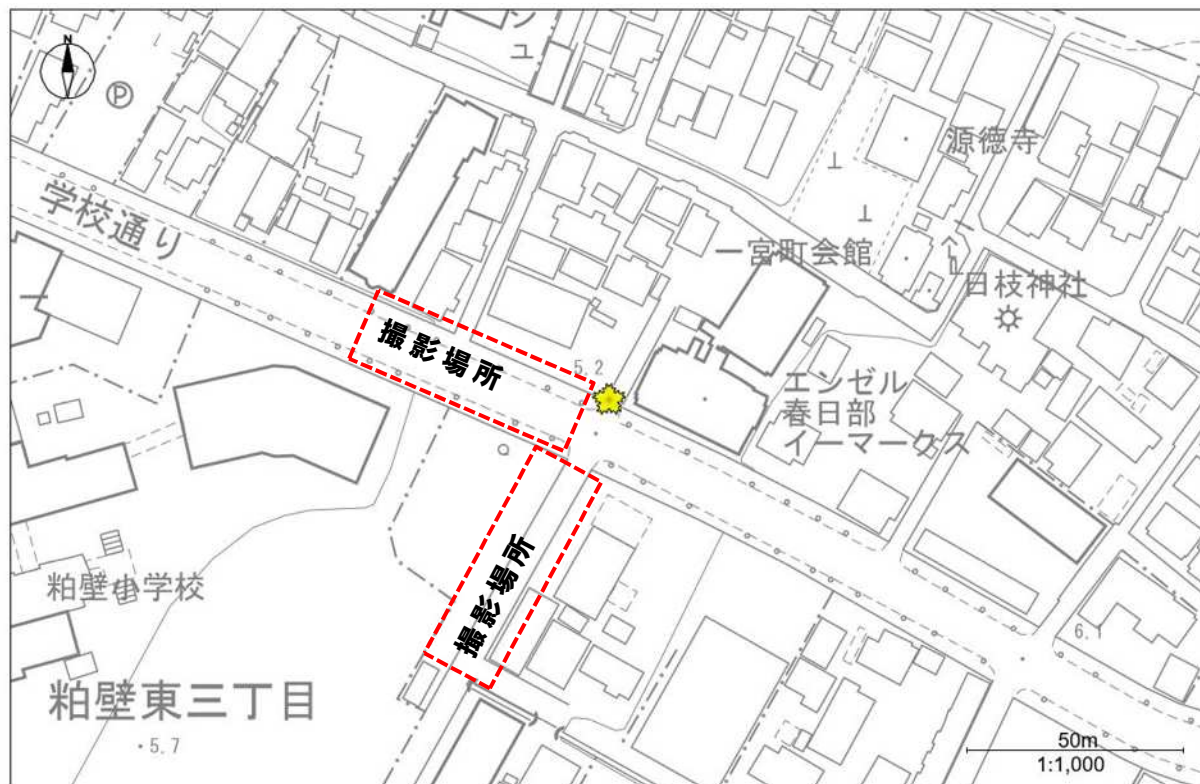 ンュ
N
P
源徳寺
学校通り
一宮町会館
日枝神社
ー
撮影場所
5.2
エンゼル
春日部
イーマークス
撮影場所
粕壁小学校
6.1
粕壁東三丁目
5.7
50m
1:1,000